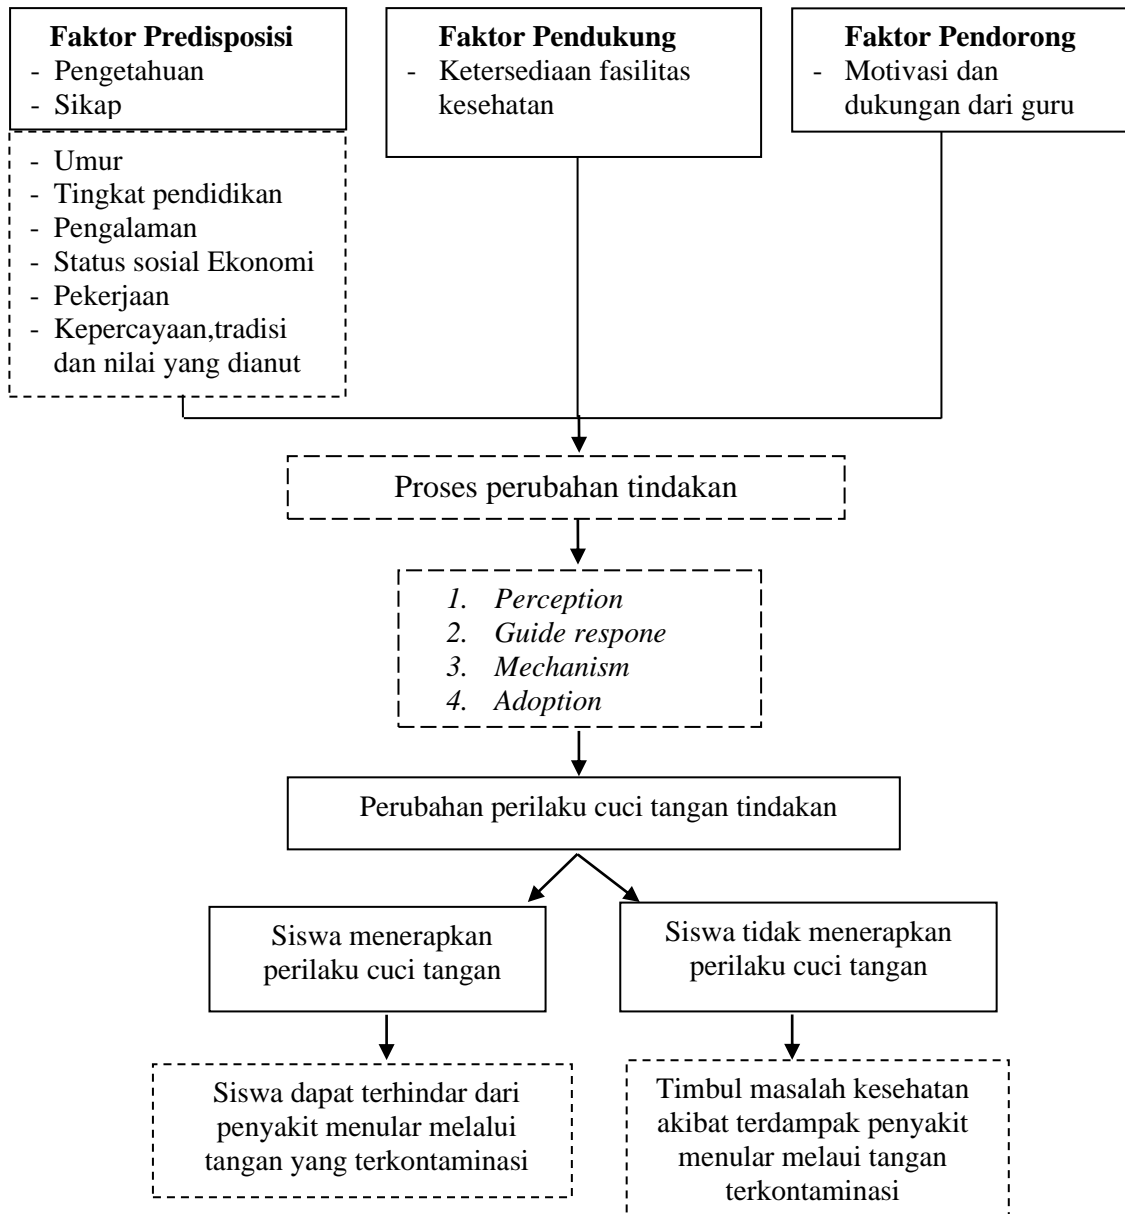 Faktor Predisposisi
- Pengetahuan
- Sikap
- Umur
- Tingkat pendidikan
- Pengalaman
- Status sosial Ekonomi
- Pekerjaan
- Kepercayaan,tradisi
dan nilai yang dianut
Faktor Pendukung
- Ketersediaan fasilitas
kesehatan
Faktor Pendorong
- Motivasi dan
dukungan dari guru
Proses perubahan tindakan
1. Perception
2. Guide respone
3. Mechanism
4. Adoption
Perubahan perilaku cuci tangan tindakan
Siswa menerapkan
perilaku cuci tangan
Siswa tidak menerapkan
perilaku cuci tangan
Siswa dapat terhindar dari
penyakit menular melalui
tangan yang terkontaminasi
Timbul masalah kesehatan
akibat terdampak penyakit
menular melaui tangan
terkontaminasi